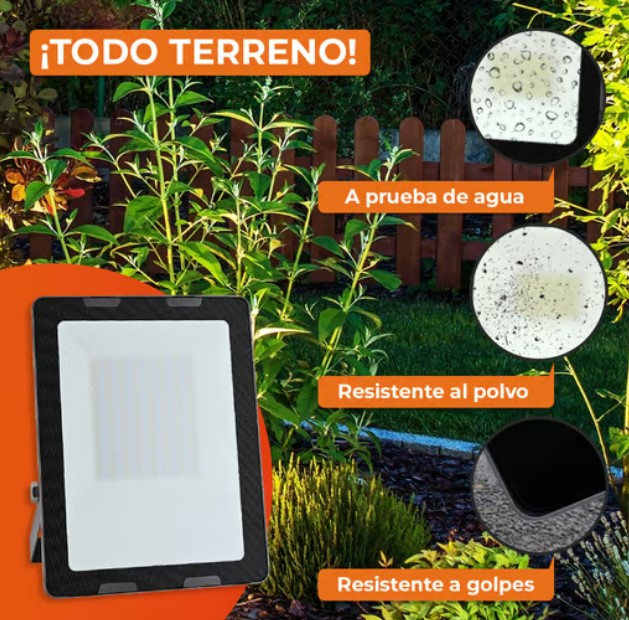 ¡TODO TERRENO!
A prueba de agua
Resistente al polvo
Resistente a golpes